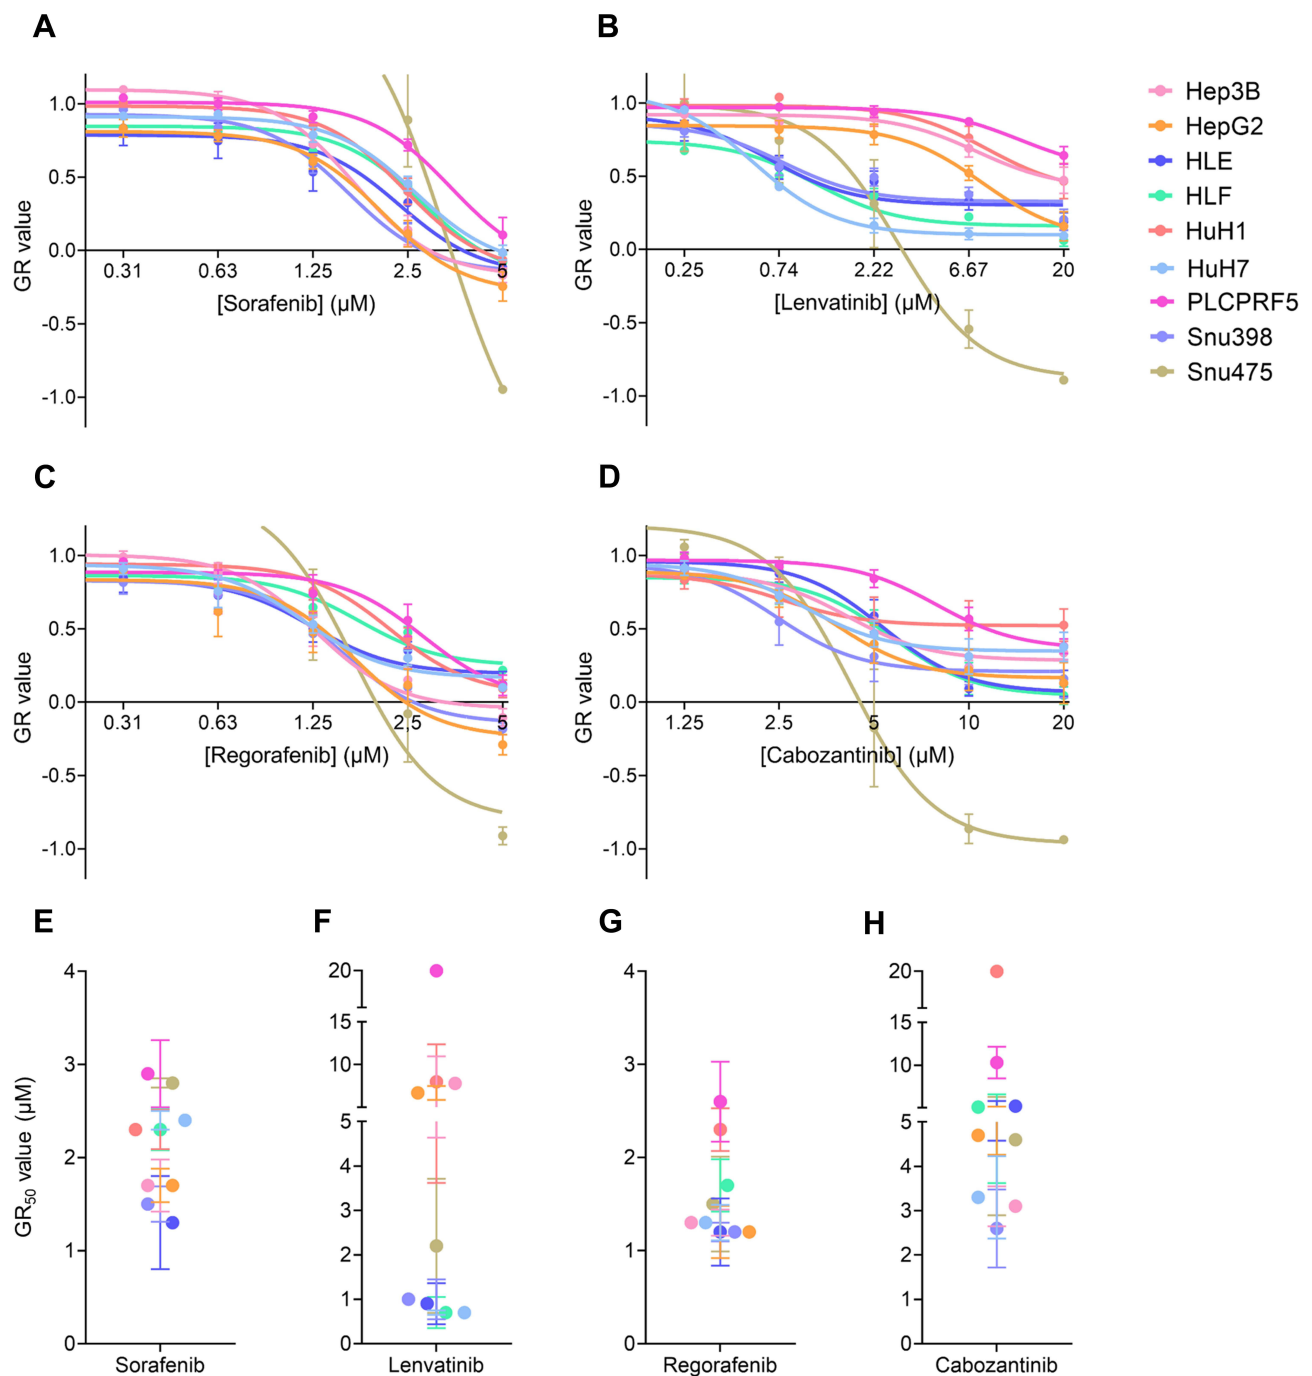 A
B
1.0
0.5
0.0
-0.5
-1.0
GR value
0.31 0.63 1.25 2.5 5
[Sorafenib] (µM)
1.0
0.5
0.0
-0.5
-1.0
GR value
0.25 0.74 2.22 6.67 20
[Lenvatinib] (µM)
Hep3B
HepG2
HLE
HLF
HuH1
HuH7
PLCPRF5
Snu398
Snu475
C
D
1.0
0.5
0.0
-0.5
-1.0
GR value
0.31 0.63 1.25 2.5 5
[Regorafenib] (µM)
1.0
0.5
0.0
-0.5
-1.0
GR value
1.25 2.5 5 10 20
[Cabozantinib] (µM)
E
F
G
H
GR50 value (µM)
4
3
2
1
0
Sorafenib
20
15
10
5
4
3
2
1
0
Lenvatinib
4
3
2
1
0
Regorafenib
20
15
10
5
4
3
2
1
0
Cabozantinib